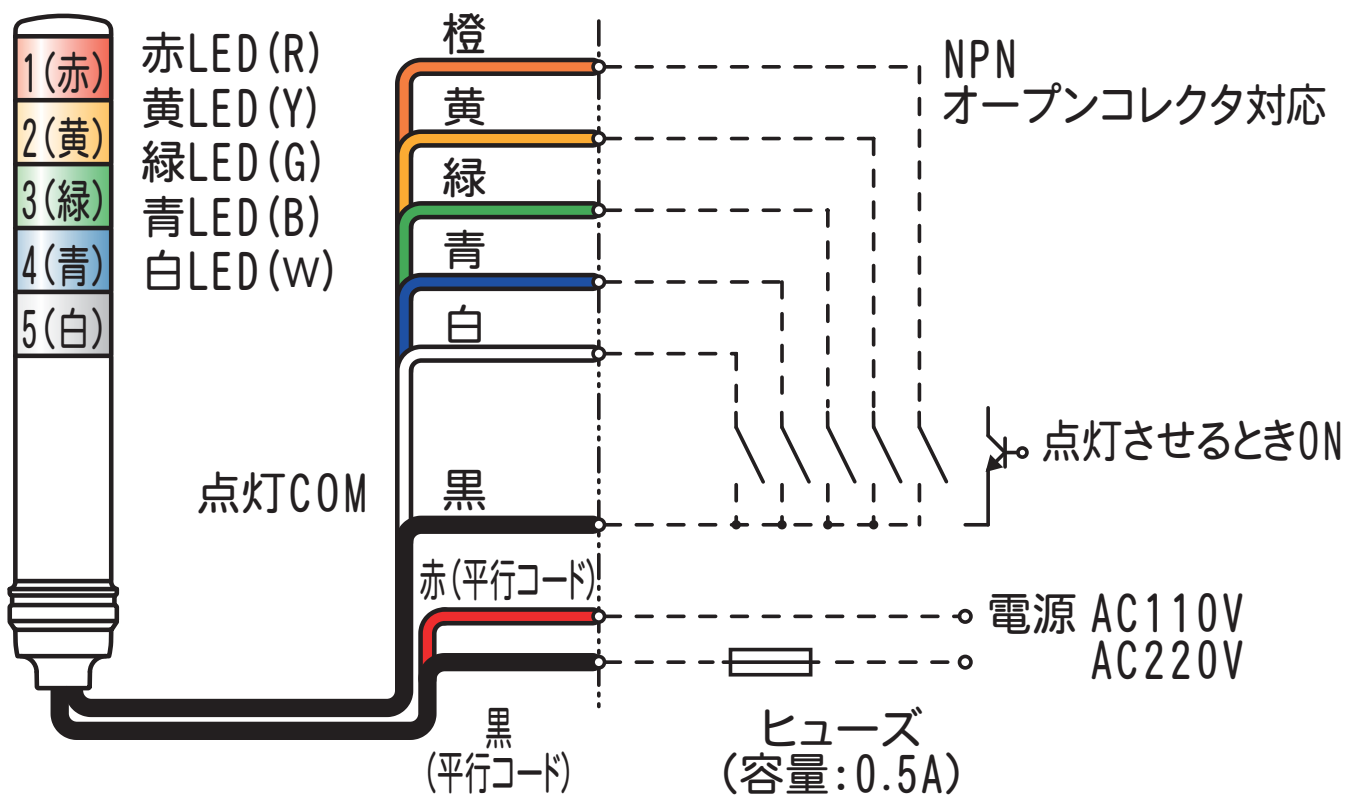 1(赤)
2(黄)
3(緑)
4(青)
5(白)
赤LED(R)
黄LED(Y)
緑LED(G)
青LED(B)
白LED(W)
橙
黄
緑
青
白
点灯COM
黒
赤(平行コード)
黒
(平行コード)
NPN
オープンコレクタ対応
点灯させるときON
電源 AC110V
AC220V
ヒューズ
(容量:0.5A)